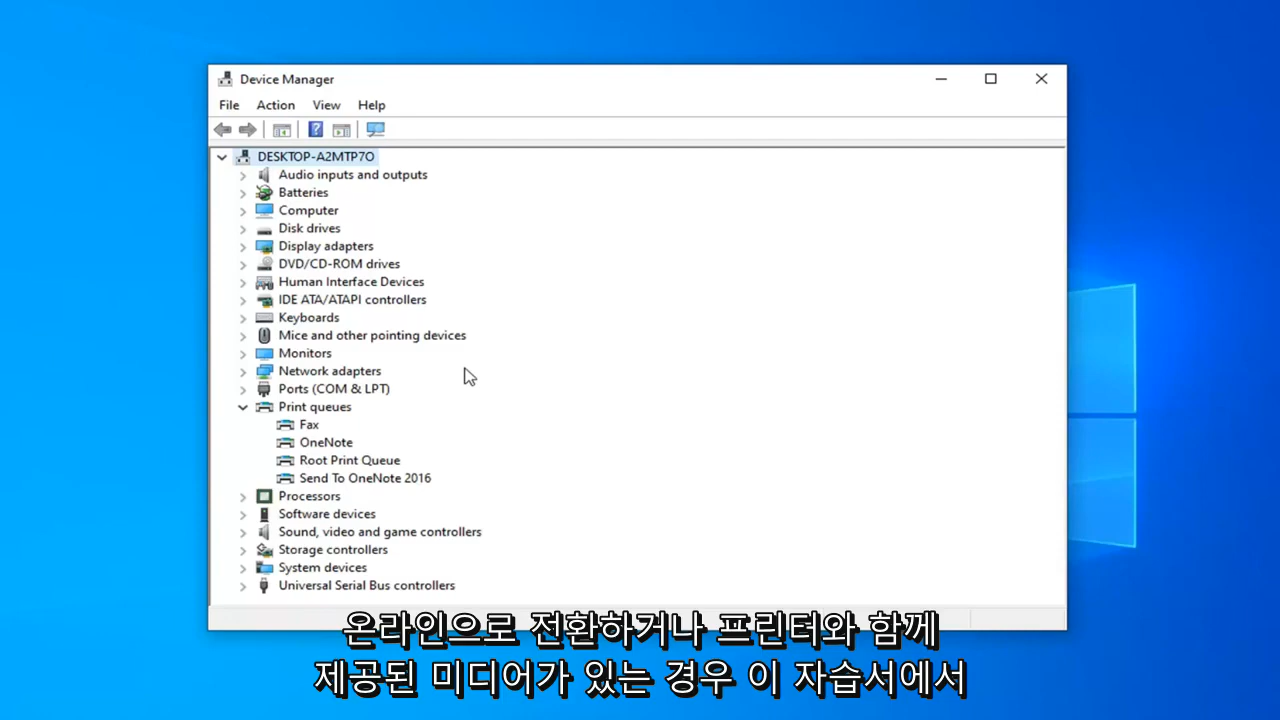 Device Manager
File Action View Help
DESKTOP-A2MTP7O
Audio inputs and outputs
Batteries
Computer
Disk drives
Display adapters
DVD/CD-ROM drives
Human Interface Devices
IDE ATA/ATAPI controllers
Keyboards
Mice and other pointing devices
Monitors
Network adapters
Ports (COM & LPT)
Print queues
Fax
OneNote
Root Print Queue
Send To OneNote 2016
Processors
Software devices
Sound, video and game controllers
Storage controllers
System devices
Universal Serial Bus controllers
온라인으로 전환하거나 프린터와 함께
제공된 미디어가 있는 경우 이 자습서에서